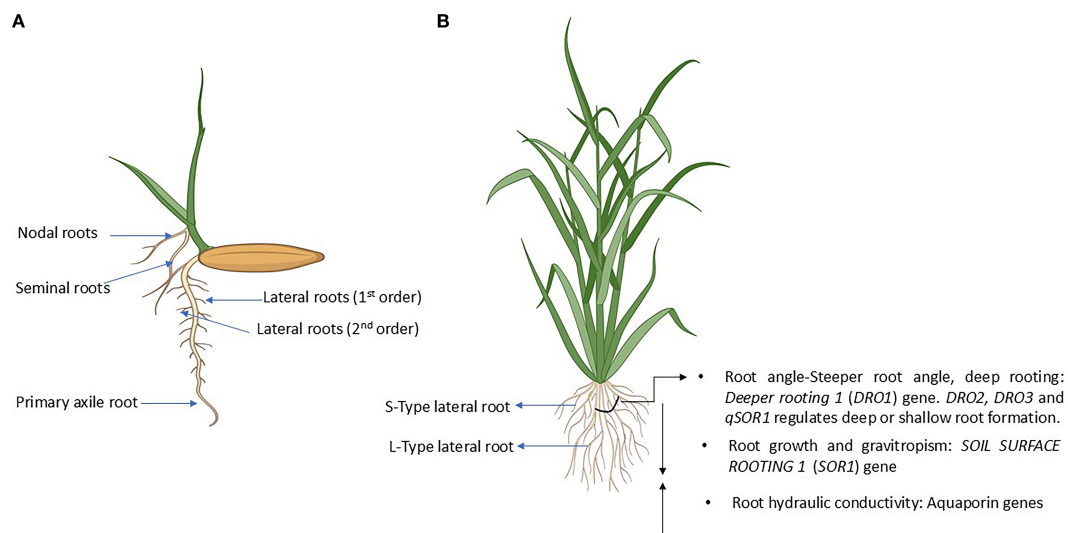 A
B
Nodal roots
Seminal roots
Lateral roots (1st order)
Lateral roots (2nd order)
Primary axile root
S-Type lateral root
L-Type lateral root
• Root angle-Steeper root angle, deep rooting:
Deeper rooting 1 (DRO1) gene. DRO2, DRO3 and
qSOR1 regulates deep or shallow root formation.
• Root growth and gravitropism: SOIL SURFACE
ROOTING 1 (SOR1) gene
• Root hydraulic conductivity: Aquaporin genes